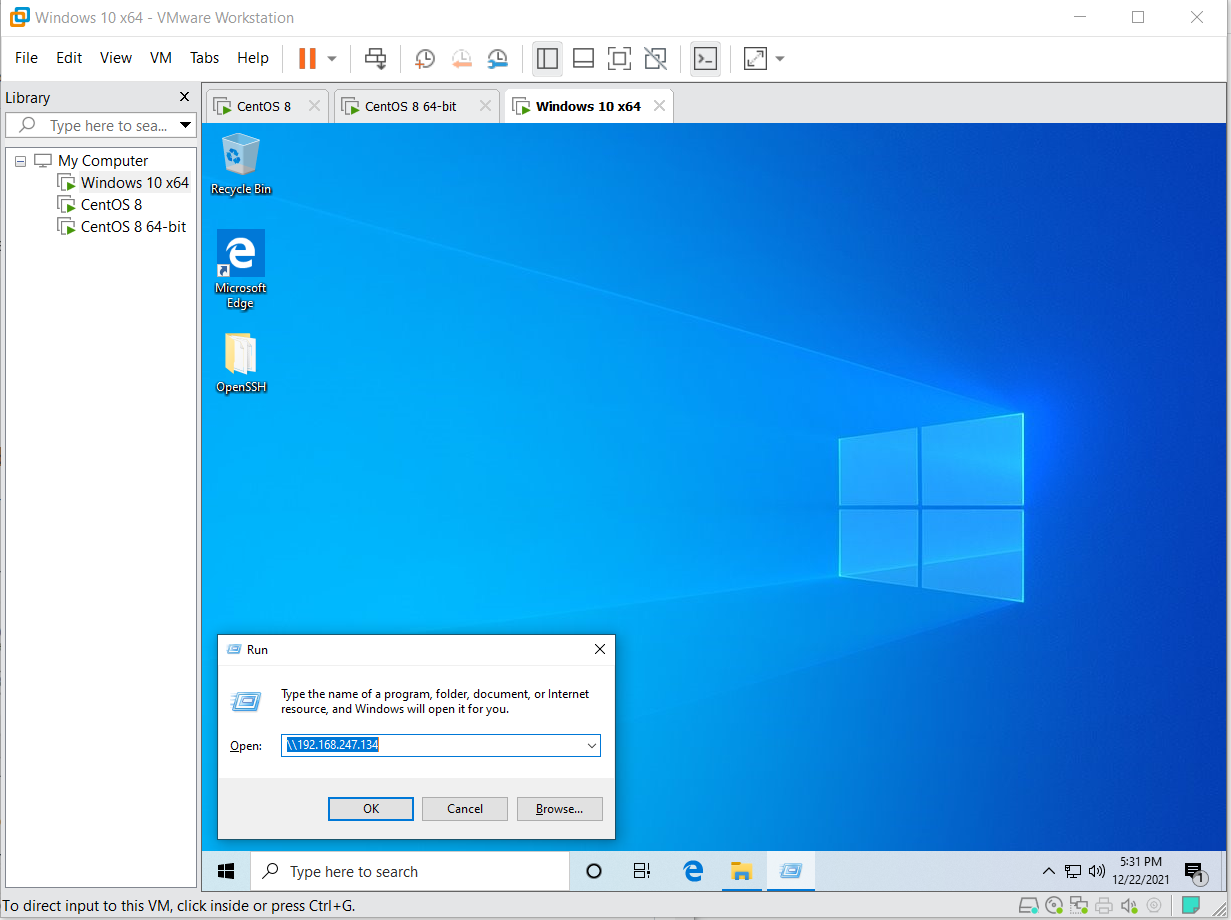 Windows 10 x64 - VMware Workstation
File Edit View VM Tabs Help
Library
Type here to sea...
My Computer
Windows 10 x64
CentOS 8
CentOS 8 64-bit
CentOS 8
CentOS 8 64-bit
Windows 10 x64
Recycle Bin
Microsoft
Edge
OpenSSH
Run
Type the name of a program, folder, document, or Internet
resource, and Windows will open it for you.
Open: \\192.168.247.134
OK Cancel Browse...
Type here to search
5:31 PM
12/22/2021
1
To direct input to this VM, click inside or press Ctrl+G.